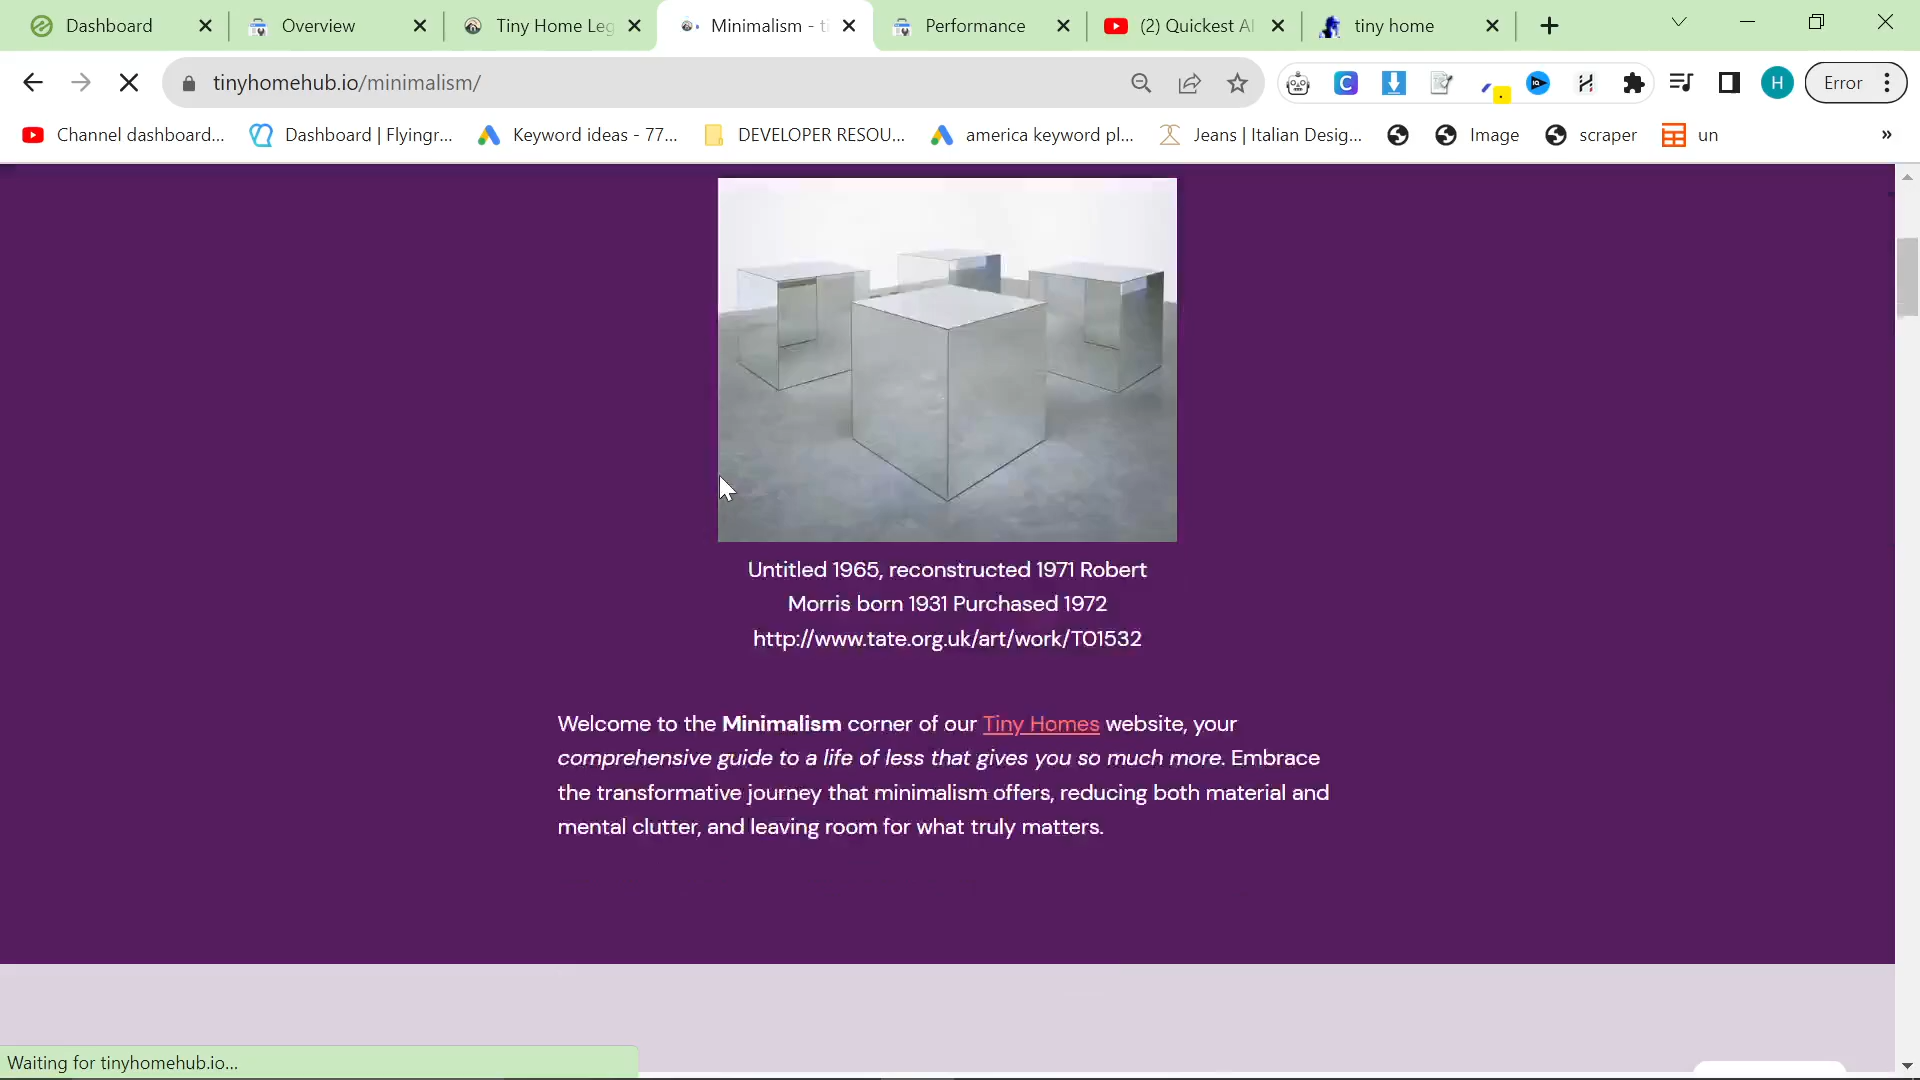 Dashboard
Overview
Tiny Home Leg
Minimalism - ti
Performance
(2) Quickest Al
tiny home
tinyhomehub.io/minimalism/
H
Error
Channel dashboard...
Dashboard | Flyingr...
Keyword ideas - 77...
DEVELOPER RESOU...
america keyword pl...
Jeans | Italian Desig...
Image
scraper
un
»
Untitled 1965, reconstructed 1971 Robert
Morris born 1931 Purchased 1972
http://www.tate.org.uk/art/work/T01532
Welcome to the Minimalism corner of our Tiny Homes website, your
comprehensive guide to a life of less that gives you so much more. Embrace
the transformative journey that minimalism offers, reducing both material and
mental clutter, and leaving room for what truly matters.
Waiting for tinyhomehub.io...